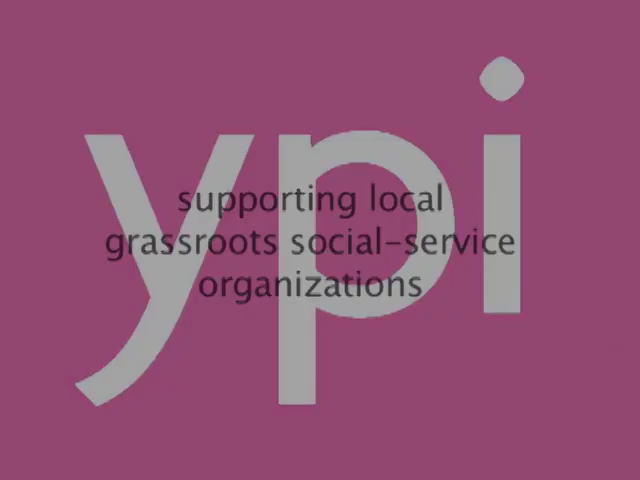 ypi
supporting local
grassroots social-service
organizations